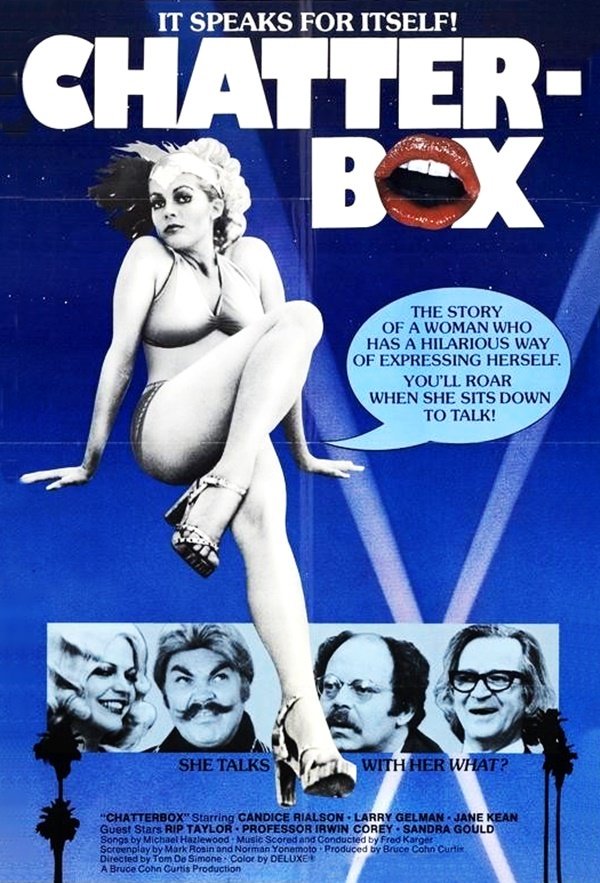 IT SPEAKS FOR ITSELF!
CHATTER-
BOX
THE STORY
OF A WOMAN WHO
HAS A HILARIOUS WAY
OF EXPRESSING HERSELF.
YOU'LL ROAR
WHEN SHE SITS DOWN
TO TALK!
SHE TALKS WITH HER WHAT?
"CHATTERBOX" Starring CANDICE RIALSON · LARRY GELMAN · JANE KEAN
Guest Stars RIP TAYLOR · PROFESSOR IRWIN COREY · SANDRA GOULD
Songs by Michael Hazlewood · Music Scored and Conducted by Fred Karger
Screenplay by Mark Rosin and Norman Yonemoto · Produced by Bruce Cohn Curtis
Directed by Tom De Simone · Color by DELUXE®
A Bruce Cohn Curtis Production